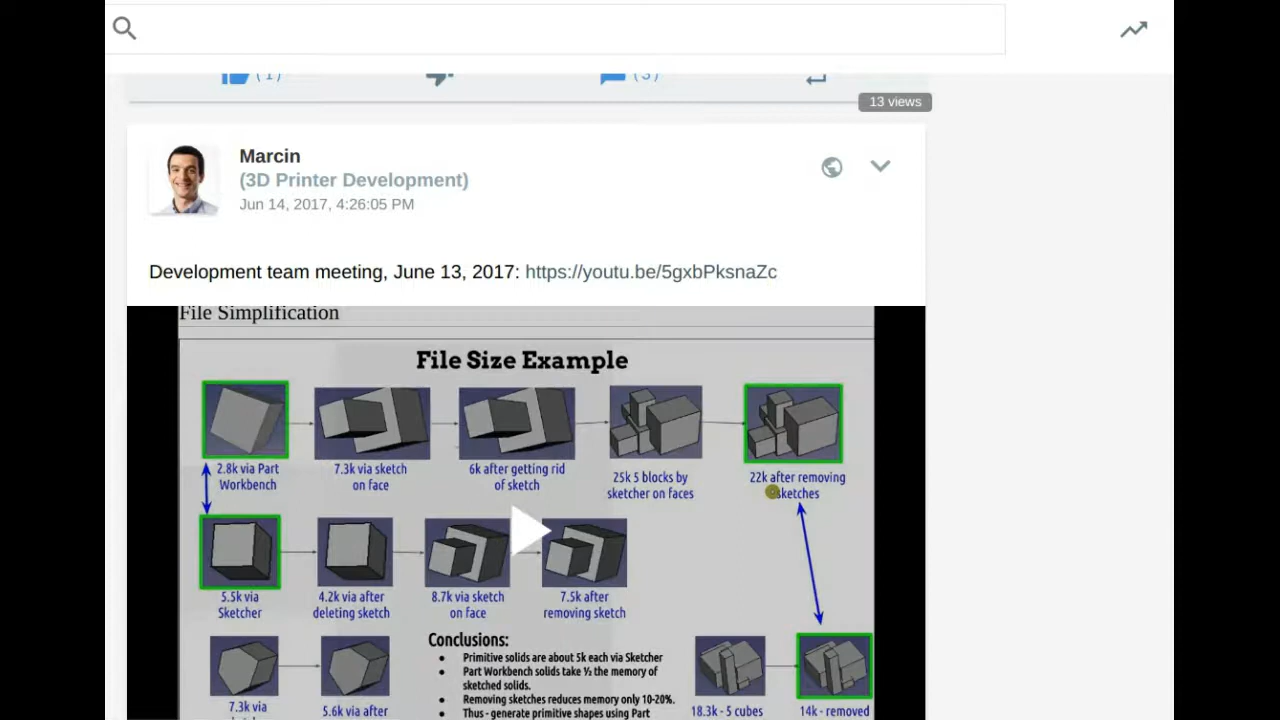 (1)
(3)
13 views
Marcin
(3D Printer Development)
Jun 14, 2017, 4:26:05 PM
Development team meeting, June 13, 2017: https://youtu.be/5gxbPksnaZc
File Simplification
File Size Example
2.8k via Part
Workbench
7.3k via sketch
on face
6k after getting rid
of sketch
25k 5 blocks by
sketcher on faces
22k after removing
sketches
5.5k via
Sketcher
4.2k via after
deleting sketch
8.7k via sketch
on face
7.5k after
removing sketch
7.3k via
5.6k via after
Conclusions:
● Primitive solids are about 5k each via Sketcher
● Part Workbench solids take ½ the memory of
sketched solids.
● Removing sketches reduces memory only 10-20%.
● Thus - generate primitive shapes using Part
18.3k - 5 cubes
14k - removed